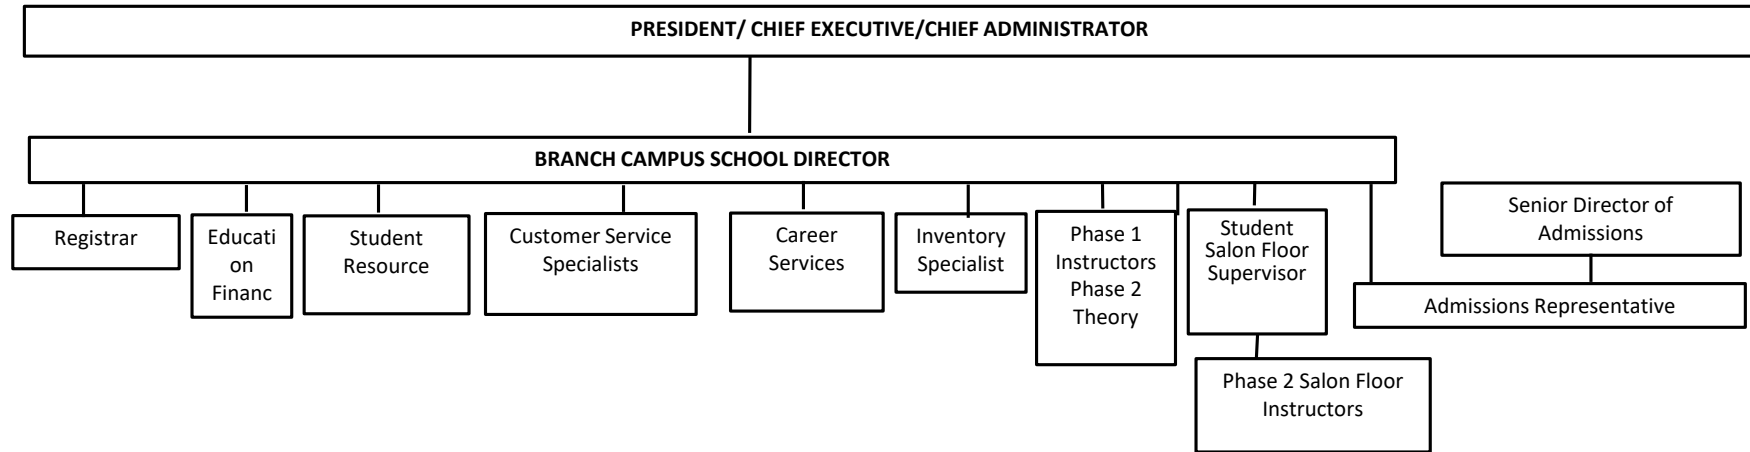 PRESIDENT/ CHIEF EXECUTIVE/CHIEF ADMINISTRATOR
BRANCH CAMPUS SCHOOL DIRECTOR
Registrar
Educati
on
Financ
Student
Resource
Customer Service
Specialists
Career
Services
Inventory
Specialist
Phase 1
Instructors
Phase 2
Theory
Student
Salon Floor
Supervisor
Phase 2 Salon Floor
Instructors
Senior Director of
Admissions
Admissions Representative